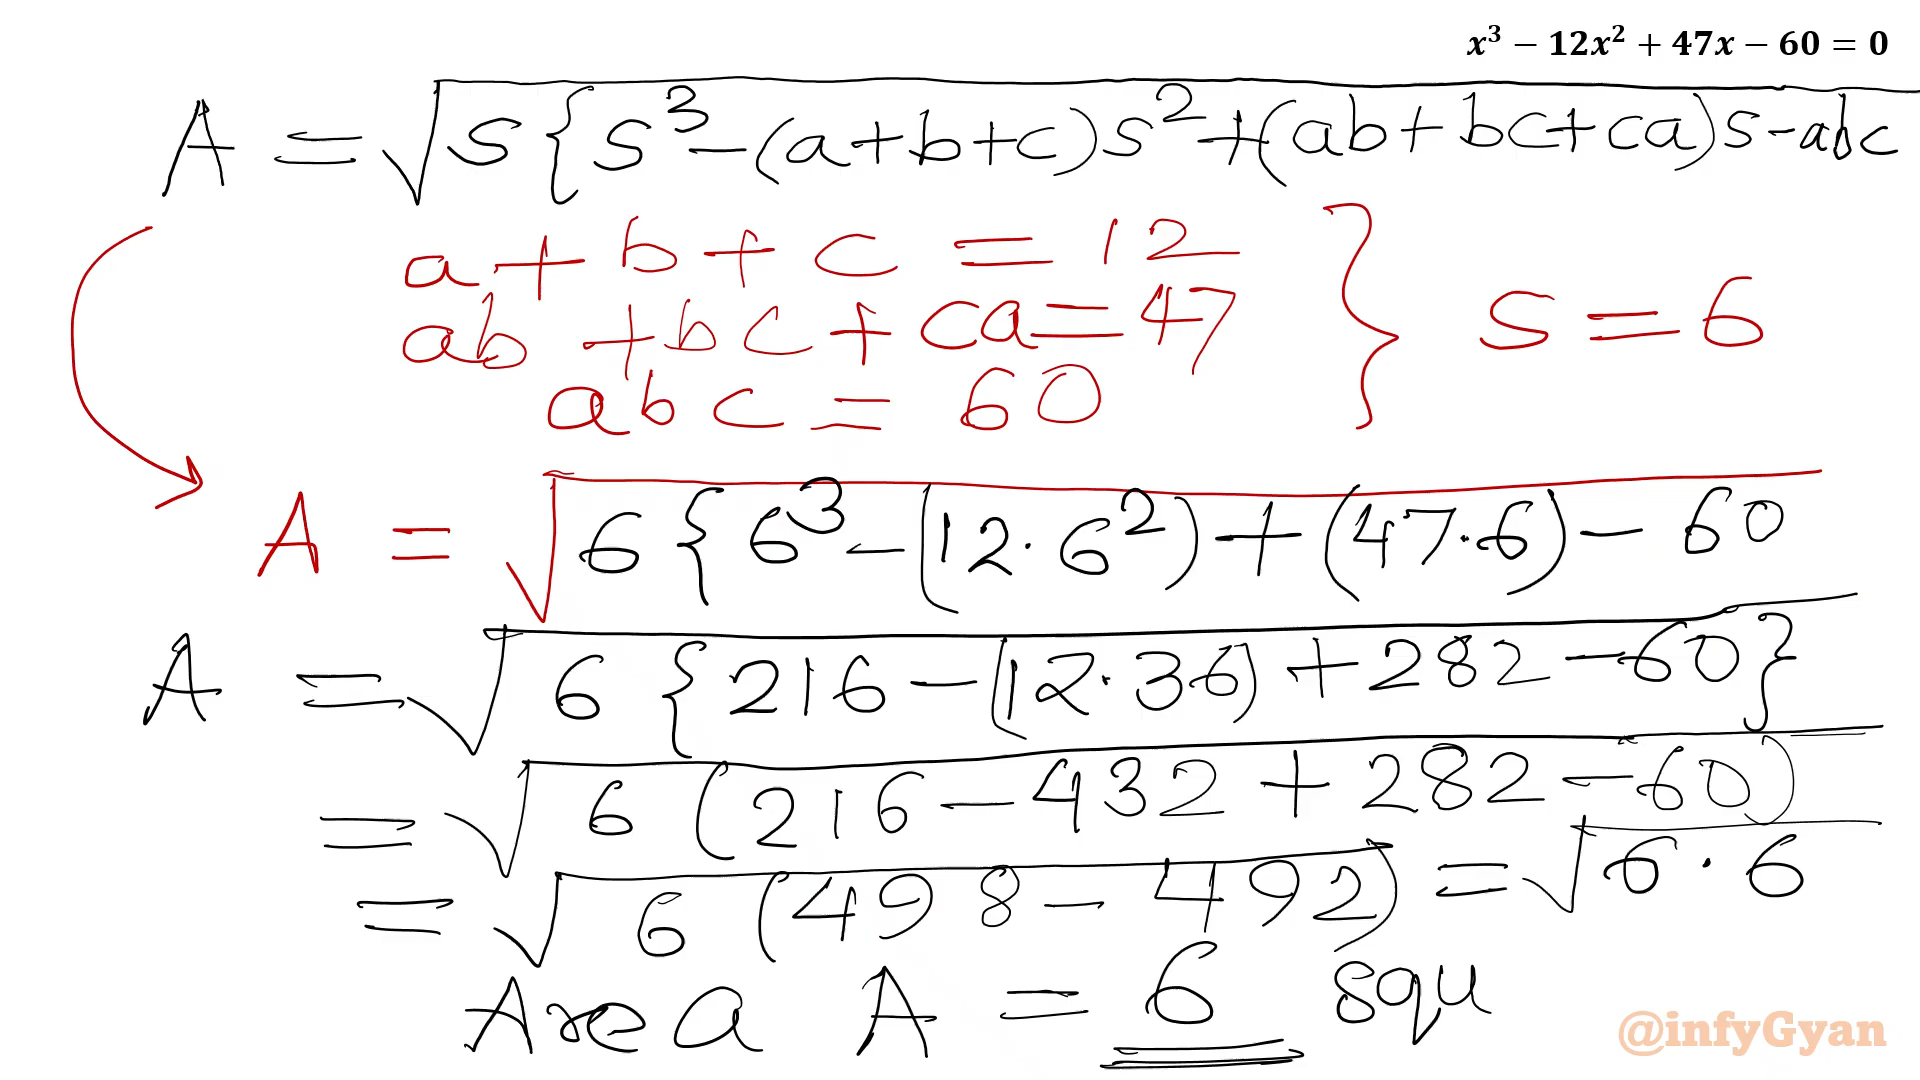 x³ − 12x² + 47x − 60 = 0
A = √s{s³ − (a+b+c)s² + (ab+bc+ca)s − abc
a + b + c = 12
ab + bc + ca = 47
abc = 60
} s = 6
A = √6{6³ − (12·6²) + (47·6) − 60
A = √6{216 − (12·36) + 282 − 60}
= √6(216 − 432 + 282 − 60)
= √6(498 − 492) = √6·6
Area A = 6 squ
@infyGyan